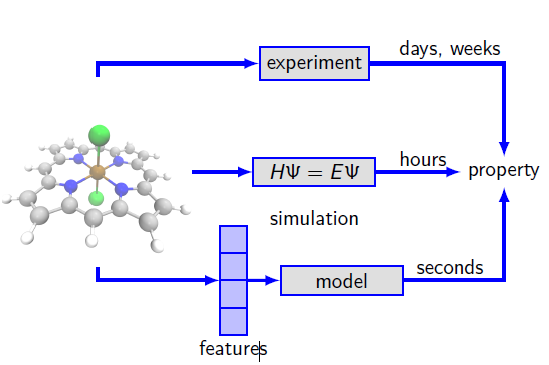 days, weeks
experiment
hours
HΨ = EΨ
property
simulation
seconds
model
features